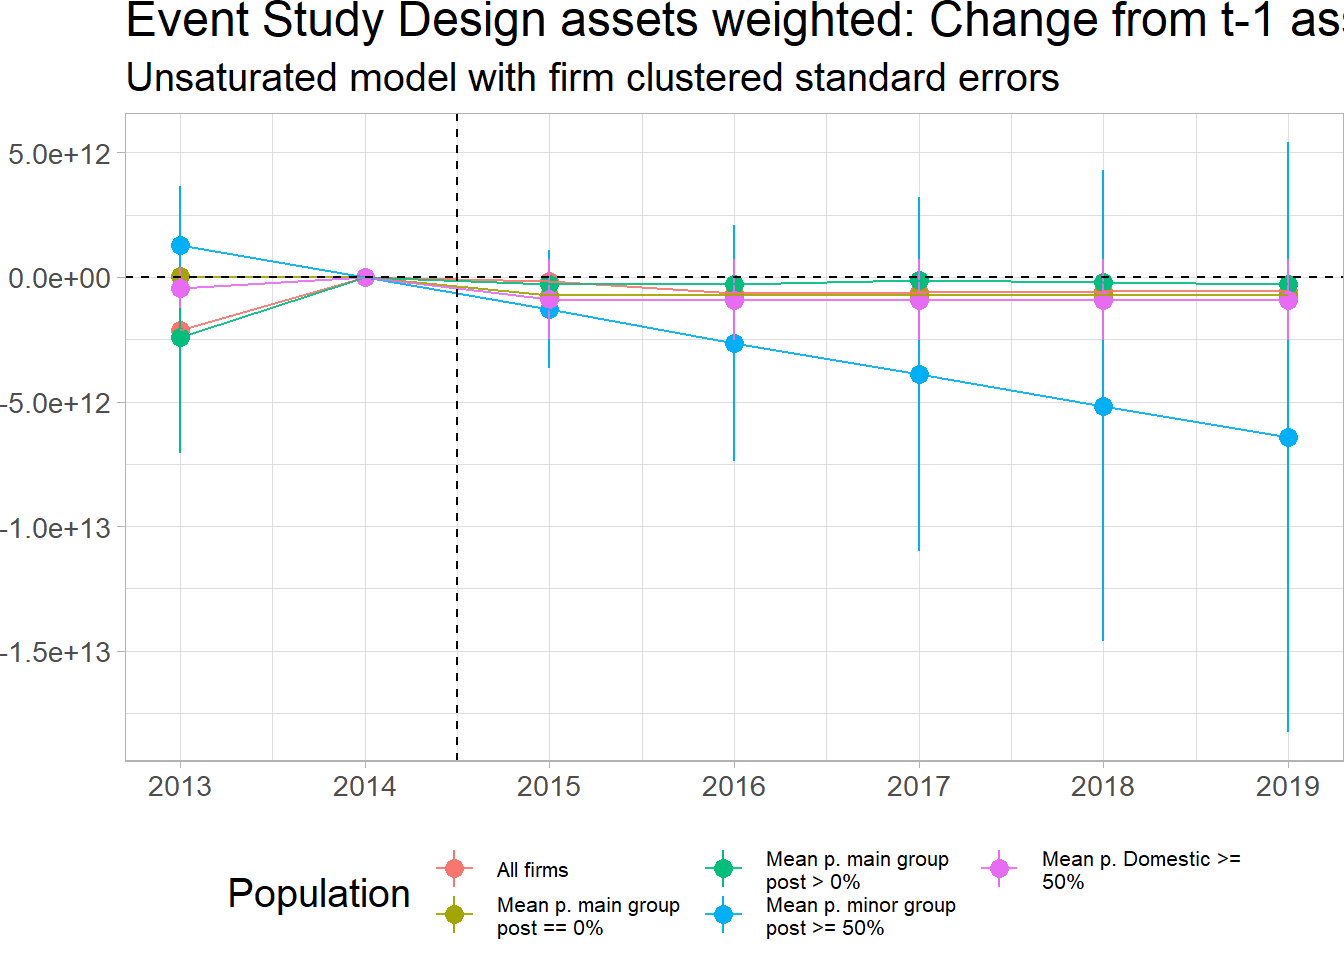 Event Study Design assets weighted: Change from t-1 ass
Unsaturated model with firm clustered standard errors
5.0e+12
0.0e+00
-5.0e+12
-1.0e+13
-1.5e+13
2013 2014 2015 2016 2017 2018 2019
Population
All firms
Mean p. main group
post == 0%
Mean p. main group
post > 0%
Mean p. minor group
post >= 50%
Mean p. Domestic >=
50%